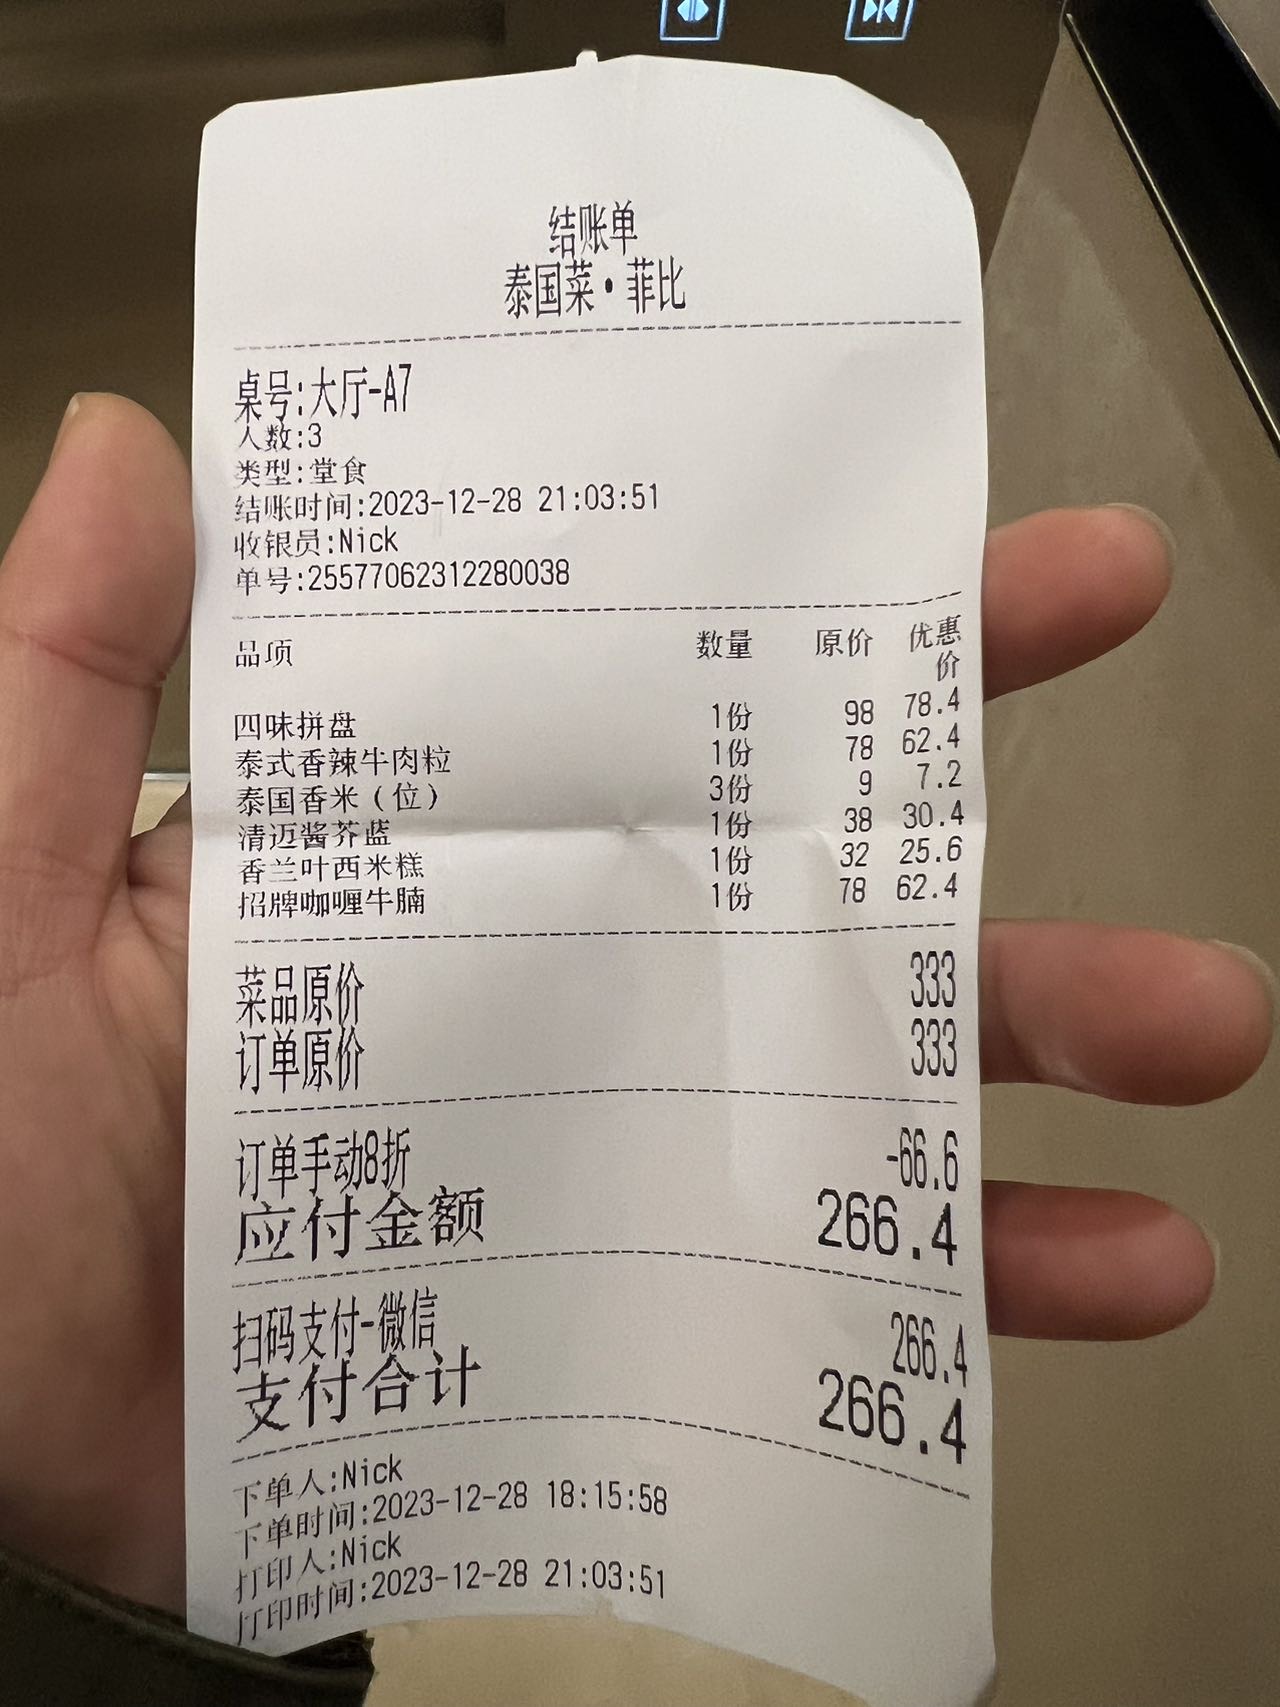 结账单
泰国菜·菲比
桌号:大厅-A7
人数:3
类型:堂食
结账时间:2023-12-28 21:03:51
收银员:Nick
单号:25577062312280038
品项 数量 原价 优惠价
四味拼盘 1份 98 78.4
泰式香辣牛肉粒 1份 78 62.4
泰国香米（位） 3份 9 7.2
清迈酱芥蓝 1份 38 30.4
香兰叶西米糕 1份 32 25.6
招牌咖喱牛腩 1份 78 62.4
菜品原价 333
订单原价 333
订单手动8折 -66.6
应付金额 266.4
扫码支付-微信 266.4
支付合计 266.4
下单人:Nick
下单时间:2023-12-28 18:15:58
打印人:Nick
打印时间:2023-12-28 21:03:51